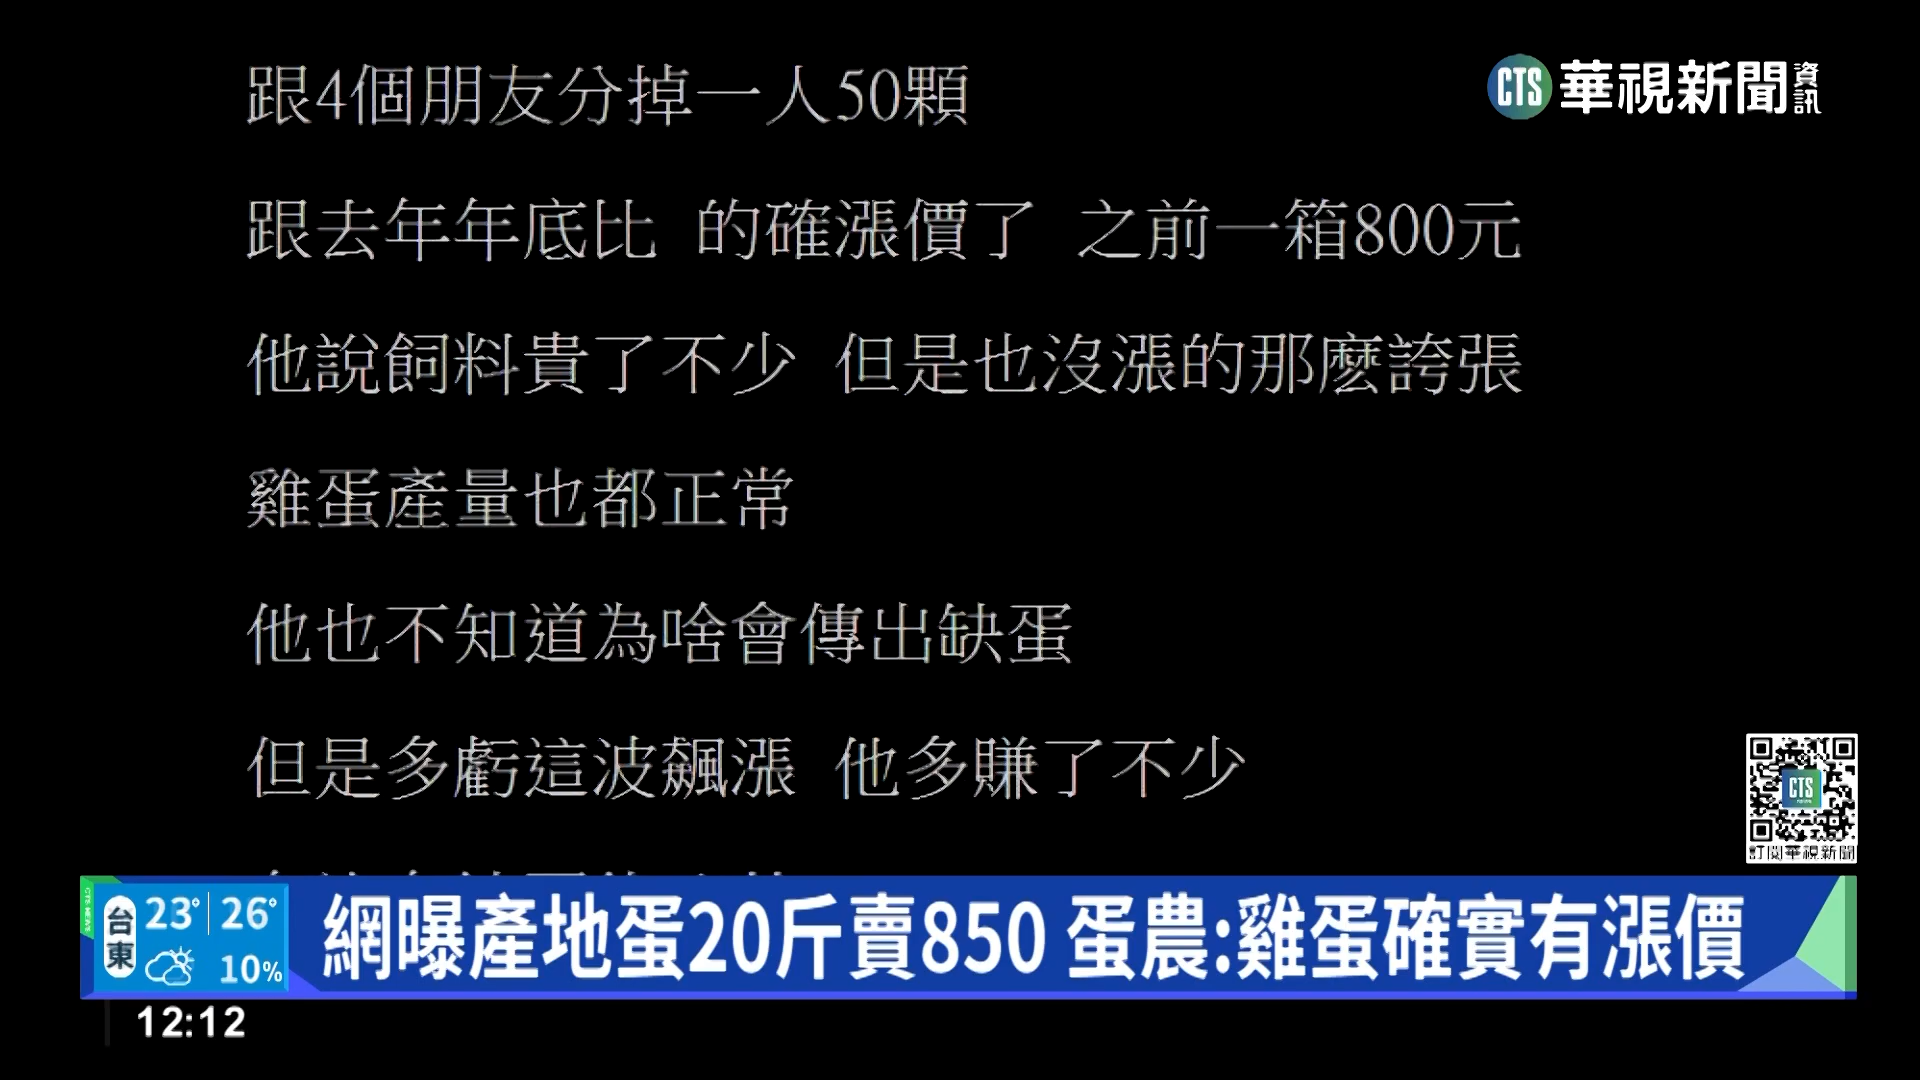 跟4個朋友分掉一人50顆
CTS 華視新聞資訊
跟去年年底比 的確漲價了 之前一箱800元
他說飼料貴了不少 但是也沒漲的那麼誇張
雞蛋產量也都正常
他也不知道為啥會傳出缺蛋
但是多虧這波飆漲 他多賺了不少
CTS
訂閱華視新聞
CTS NEWS
台東
23° 26°
10%
網曝產地蛋20斤賣850 蛋農:雞蛋確實有漲價
12:12